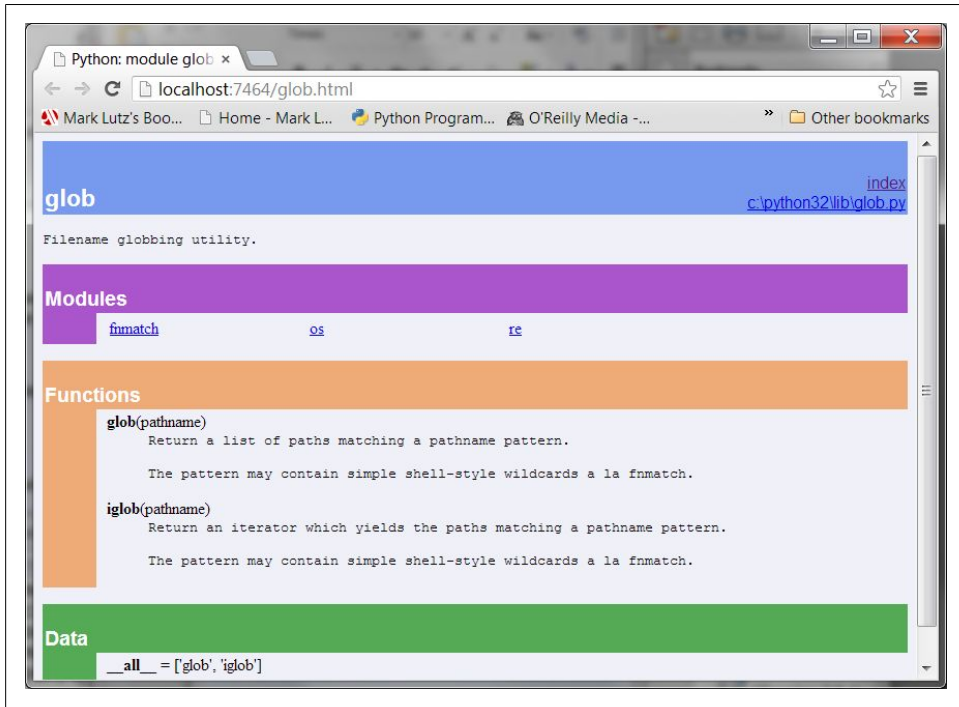 Python: module glob ×
localhost:7464/glob.html
Mark Lutz's Boo... Home - Mark L... Python Program... O'Reilly Media -... » Other bookmarks
index
glob
c:\python32\lib\glob.py
Filename globbing utility.
Modules
fnmatch os re
Functions
glob(pathname)
Return a list of paths matching a pathname pattern.
The pattern may contain simple shell-style wildcards a la fnmatch.
iglob(pathname)
Return an iterator which yields the paths matching a pathname pattern.
The pattern may contain simple shell-style wildcards a la fnmatch.
Data
__all__ = ['glob', 'iglob']